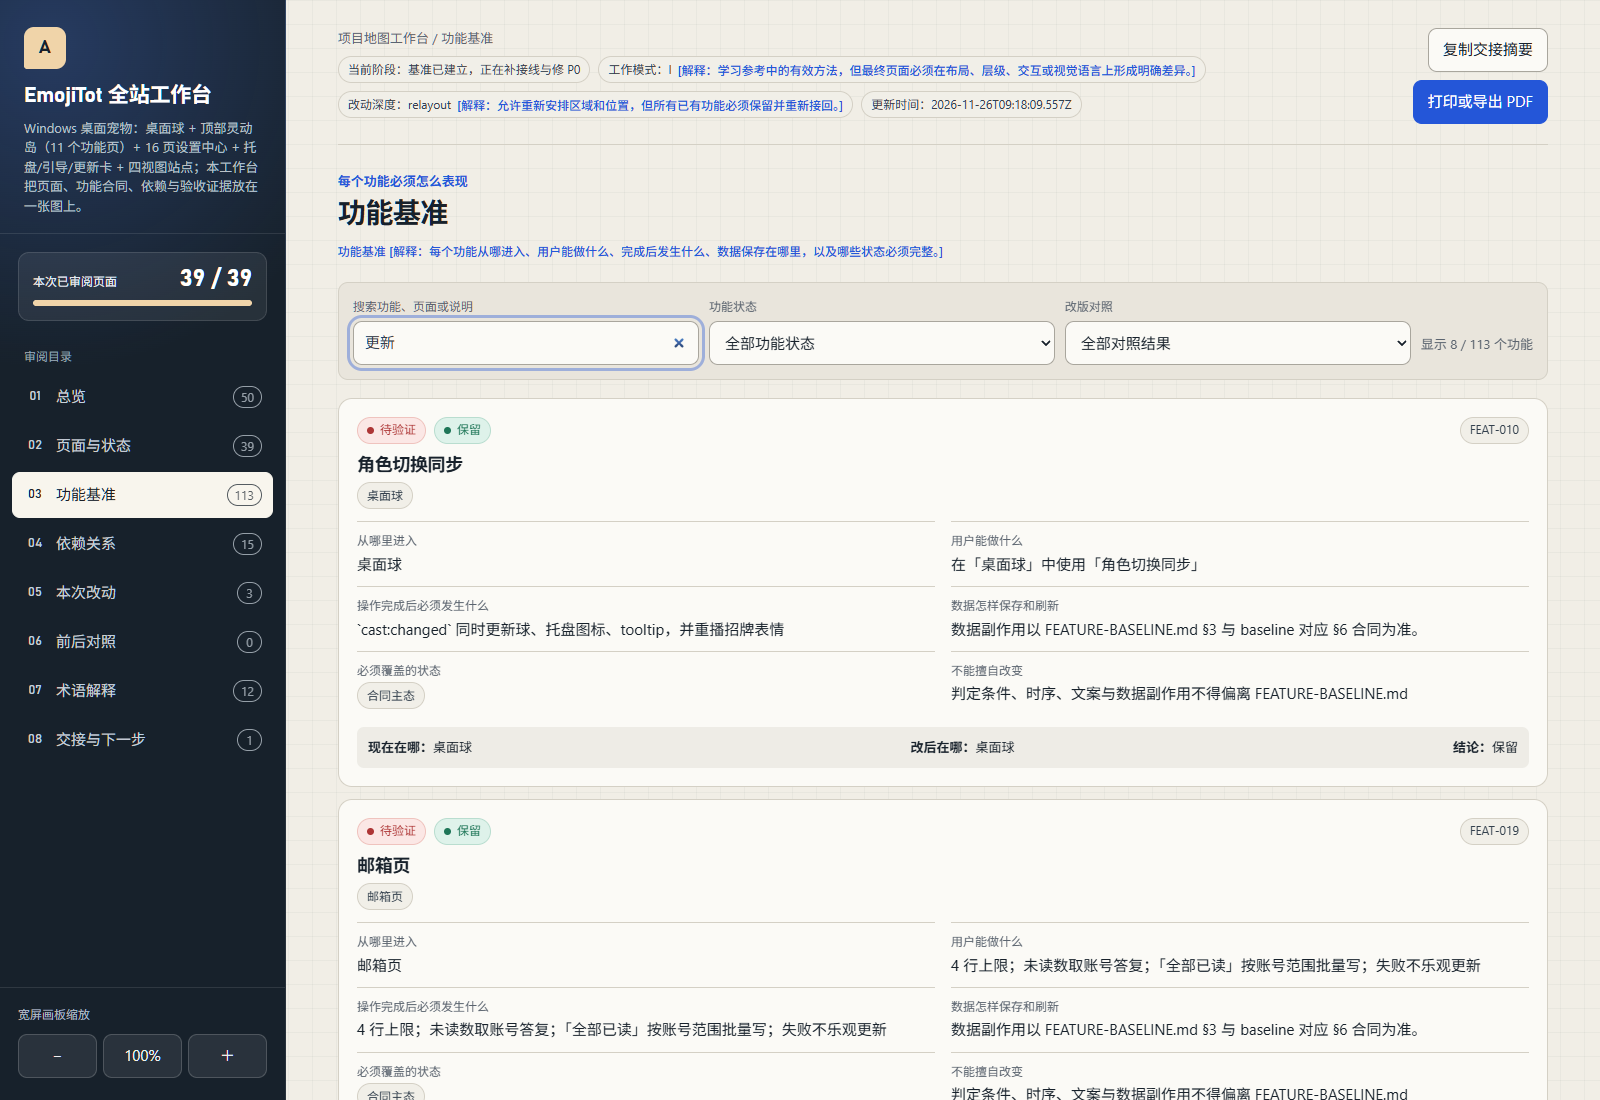 A
EmojiTot 全站工作台
Windows 桌面宠物：桌面球 + 顶部灵动
岛（11 个功能页）+ 16 页设置中心 + 托
盘/引导/更新卡 + 四视图站点；本工作台
把页面、功能合同、依赖与验收证据放在
一张图上。
本次已审阅页面
39 / 39
审阅目录
01 总览 50
02 页面与状态 39
03 功能基准 113
04 依赖关系 15
05 本次改动 3
06 前后对照 0
07 术语解释 12
08 交接与下一步 1
宽屏画板缩放
− 100% +
项目地图工作台 / 功能基准
当前阶段：基准已建立，正在补接线与修 P0
工作模式：I [解释：学习参考中的有效方法，但最终页面必须在布局、层级、交互或视觉语言上形成明确差异。]
改动深度：relayout [解释：允许重新安排区域和位置，但所有已有功能必须保留并重新接回。]
更新时间：2026-11-26T09:18:09.557Z
复制交接摘要
打印或导出 PDF
每个功能必须怎么表现
功能基准
功能基准 [解释：每个功能从哪进入、用户能做什么、完成后发生什么、数据保存在哪里，以及哪些状态必须完整。]
搜索功能、页面或说明
更新
功能状态
全部功能状态
改版对照
全部对照结果
显示 8 / 113 个功能
待验证
保留
FEAT-010
角色切换同步
桌面球
从哪里进入
桌面球
用户能做什么
在「桌面球」中使用「角色切换同步」
操作完成后必须发生什么
`cast:changed` 同时更新球、托盘图标、tooltip，并重播招牌表情
数据怎样保存和刷新
数据副作用以 FEATURE-BASELINE.md §3 与 baseline 对应 §6 合同为准。
必须覆盖的状态
合同主态
不能擅自改变
判定条件、时序、文案与数据副作用不得偏离 FEATURE-BASELINE.md
现在在哪：桌面球
改后在哪：桌面球
结论：保留
待验证
保留
FEAT-019
邮箱页
邮箱页
从哪里进入
邮箱页
用户能做什么
4 行上限；未读数取账号答复；「全部已读」按账号范围批量写；失败不乐观更新
操作完成后必须发生什么
4 行上限；未读数取账号答复；「全部已读」按账号范围批量写；失败不乐观更新
数据怎样保存和刷新
数据副作用以 FEATURE-BASELINE.md §3 与 baseline 对应 §6 合同为准。
必须覆盖的状态
合同主态
不能擅自改变
判定条件、时序、文案与数据副作用不得偏离 FEATURE-BASELINE.md